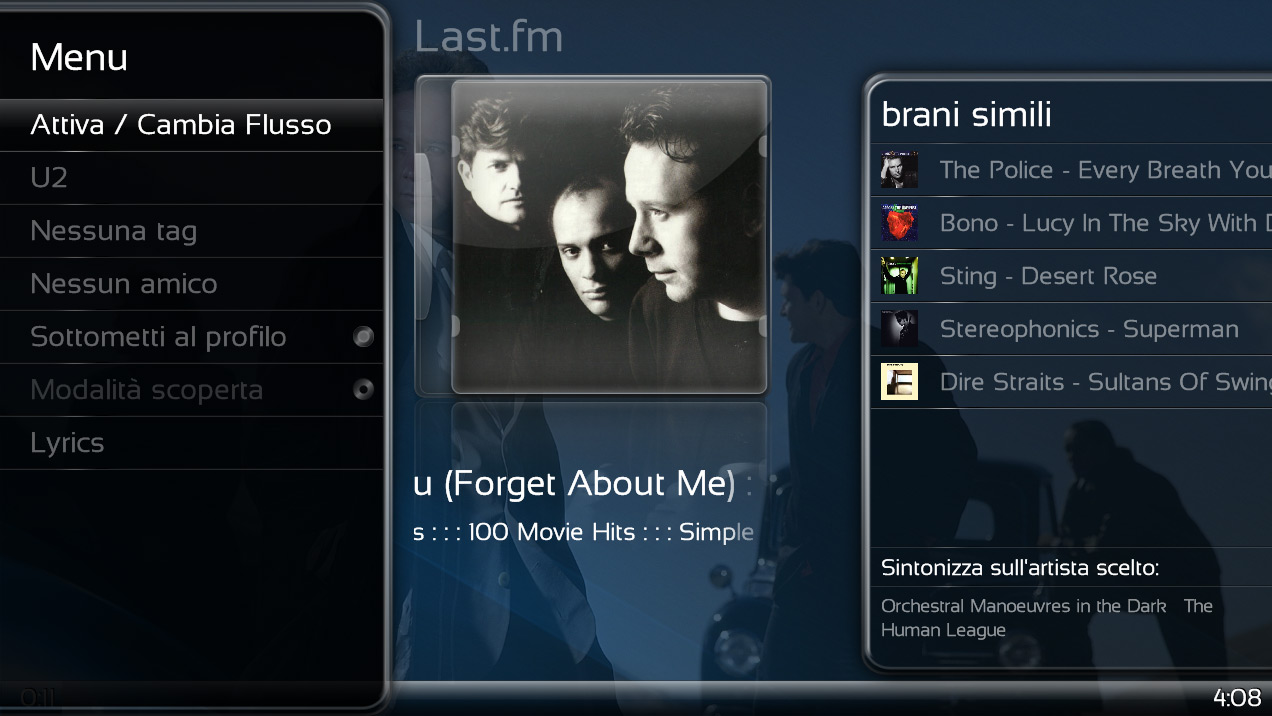 Menu
Attiva / Cambia Flusso
U2
Nessuna tag
Nessun amico
Sottometti al profilo
Modalità scoperta
Lyrics
0:11
Last.fm
u (Forget About Me) :
s : : : 100 Movie Hits : : : Simple
brani simili
The Police - Every Breath You
Bono - Lucy In The Sky With D
Sting - Desert Rose
Stereophonics - Superman
Dire Straits - Sultans Of Swing
Sintonizza sull'artista scelto:
Orchestral Manoeuvres in the Dark The
Human League
4:08